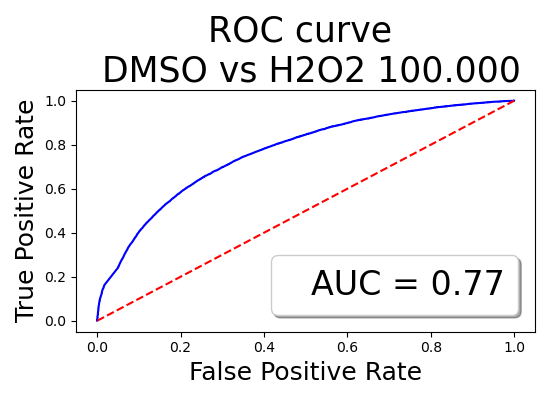 ROC curve
DMSO vs H2O2 100.000
True Positive Rate
1.0
0.8
0.6
0.4
0.2
0.0
AUC = 0.77
0.0 0.2 0.4 0.6 0.8 1.0
False Positive Rate